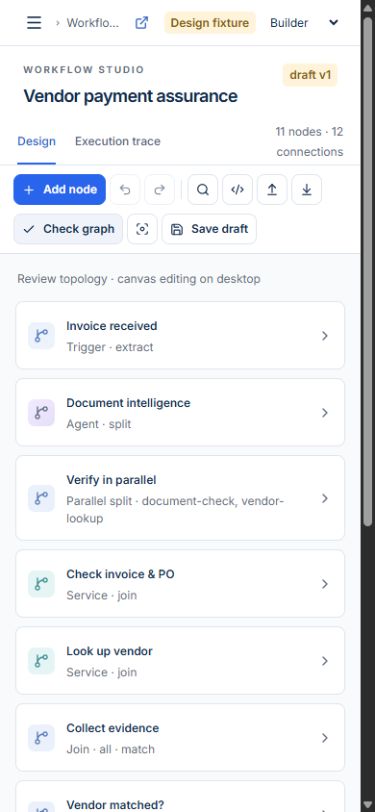 › Workflo...
Design fixture
Builder
WORKFLOW STUDIO
draft v1
Vendor payment assurance
Design
Execution trace
11 nodes · 12
connections
Add node
Check graph
Save draft
Review topology · canvas editing on desktop
Invoice received
Trigger · extract
Document intelligence
Agent · split
Verify in parallel
Parallel split · document-check, vendor-
lookup
Check invoice & PO
Service · join
Look up vendor
Service · join
Collect evidence
Join · all · match
Vendor matched?